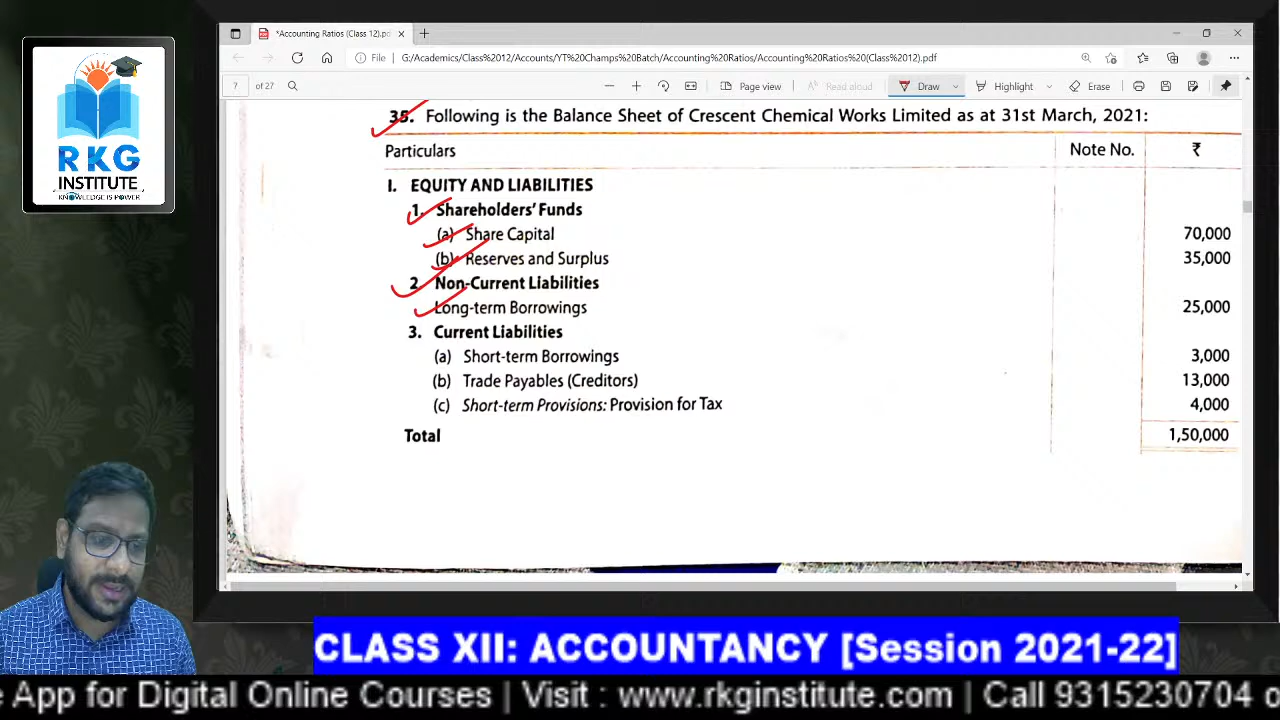 RKG
INSTITUTE
KNOWLEDGE IS POWER
*Accounting Ratios (Class 12).pd
File
G:/Academics/Class%2012/Accounts/YT%20Champs%20Batch/Accounting%20Ratios/Accounting%20Ratios%20(Class%2012).pdf
7 of 27
Page view
Read aloud
Draw
Highlight
Erase
35. Following is the Balance Sheet of Crescent Chemical Works Limited as at 31st March, 2021:
Particulars Note No. ₹
I. EQUITY AND LIABILITIES
1. Shareholders' Funds
(a) Share Capital 70,000
(b) Reserves and Surplus 35,000
2. Non-Current Liabilities
Long-term Borrowings 25,000
3. Current Liabilities
(a) Short-term Borrowings 3,000
(b) Trade Payables (Creditors) 13,000
(c) Short-term Provisions: Provision for Tax 4,000
Total 1,50,000
CLASS XII: ACCOUNTANCY [Session 2021-22]
e App for Digital Online Courses | Visit : www.rkginstitute.com | Call 9315230704 o